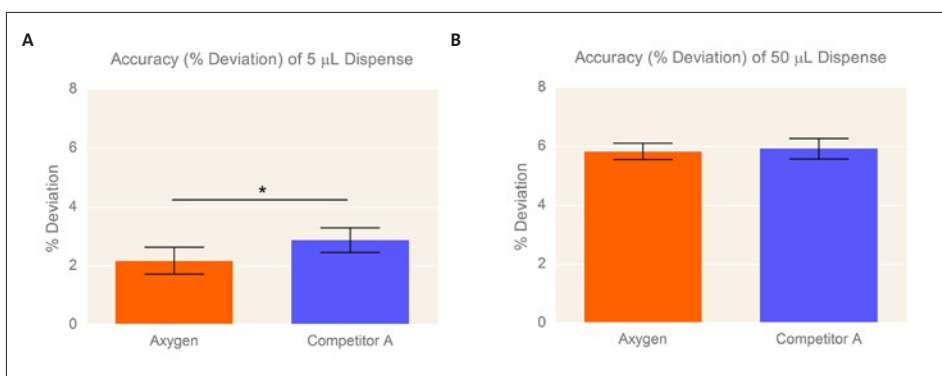 A
Accuracy (% Deviation) of 5 μL Dispense
8
6
4
2
0
% Deviation
*
Axygen
Competitor A
B
Accuracy (% Deviation) of 50 μL Dispense
8
6
4
2
0
% Deviation
Axygen
Competitor A